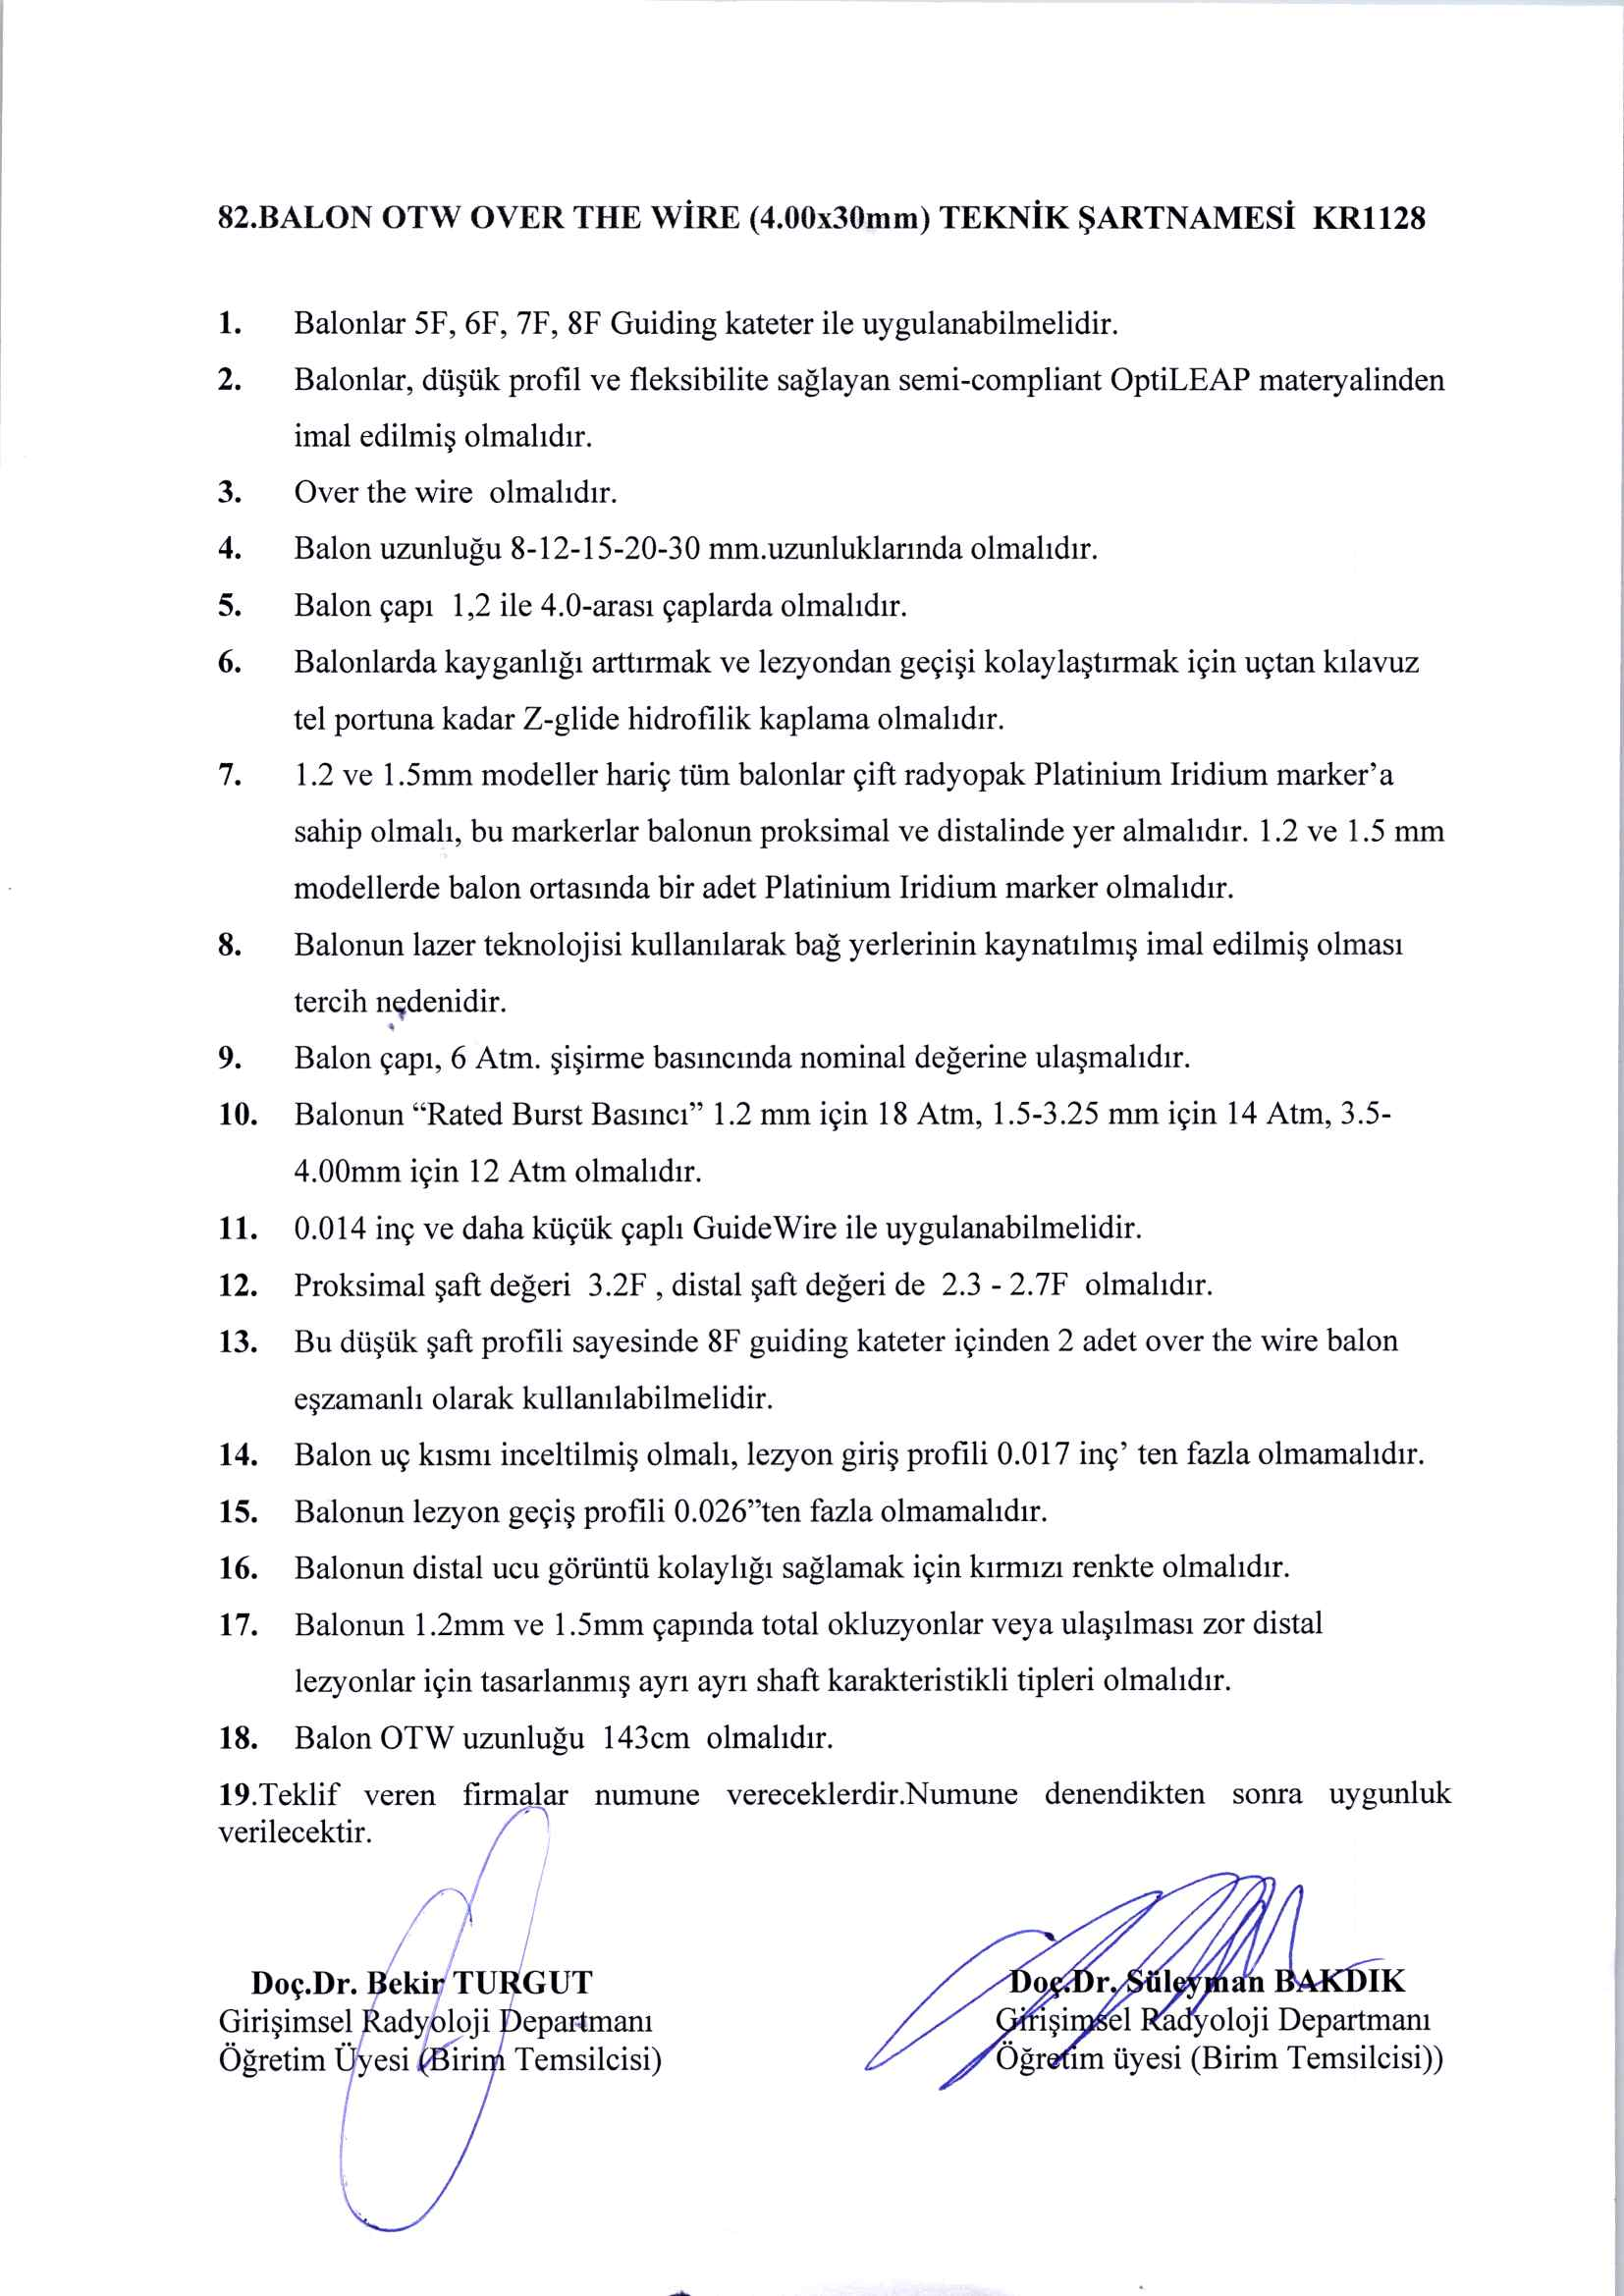 82.BALON OTW OVER THE WİRE (4.00x30mm) TEKNİK ŞARTNAMESİ KR1128
1. Balonlar 5F, 6F, 7F, 8F Guiding kateter ile uygulanabilmelidir.
2. Balonlar, düşük profil ve fleksibilite sağlayan semi-compliant OptiLEAP materyalinden
imal edilmiş olmalıdır.
3. Over the wire olmalıdır.
4. Balon uzunluğu 8-12-15-20-30 mm.uzunluklarında olmalıdır.
5. Balon çapı 1,2 ile 4.0-arası çaplarda olmalıdır.
6. Balonlarda kayganlığı arttırmak ve lezyondan geçişi kolaylaştırmak için uçtan kılavuz
tel portuna kadar Z-glide hidrofilik kaplama olmalıdır.
7. 1.2 ve 1.5mm modeller hariç tüm balonlar çift radyopak Platinium Iridium marker’a
sahip olmalı, bu markerlar balonun proksimal ve distalinde yer almalıdır. 1.2 ve 1.5 mm
modellerde balon ortasında bir adet Platinium Iridium marker olmalıdır.
8. Balonun lazer teknolojisi kullanılarak bağ yerlerinin kaynatılmış imal edilmiş olması
tercih nedenidir.
9. Balon çapı, 6 Atm. şişirme basıncında nominal değerine ulaşmalıdır.
10. Balonun “Rated Burst Basıncı” 1.2 mm için 18 Atm, 1.5-3.25 mm için 14 Atm, 3.5-
4.00mm için 12 Atm olmalıdır.
11. 0.014 inç ve daha küçük çaplı GuideWire ile uygulanabilmelidir.
12. Proksimal şaft değeri 3.2F , distal şaft değeri de 2.3 - 2.7F olmalıdır.
13. Bu düşük şaft profili sayesinde 8F guiding kateter içinden 2 adet over the wire balon
eşzamanlı olarak kullanılabilmelidir.
14. Balon uç kısmı inceltilmiş olmalı, lezyon giriş profili 0.017 inç’ ten fazla olmamalıdır.
15. Balonun lezyon geçiş profili 0.026”ten fazla olmamalıdır.
16. Balonun distal ucu görüntü kolaylığı sağlamak için kırmızı renkte olmalıdır.
17. Balonun 1.2mm ve 1.5mm çapında total okluzyonlar veya ulaşılması zor distal
lezyonlar için tasarlanmış ayrı ayrı shaft karakteristikli tipleri olmalıdır.
18. Balon OTW uzunluğu 143cm olmalıdır.
19.Teklif veren firmalar numune vereceklerdir.Numune denendikten sonra uygunluk
verilecektir.
Doç.Dr. Bekir TURGUT
Girişimsel Radyoloji Departmanı
Öğretim Üyesi (Birim Temsilcisi)
Doç.Dr. Süleyman BAKDIK
Girişimsel Radyoloji Departmanı
Öğretim üyesi (Birim Temsilcisi))